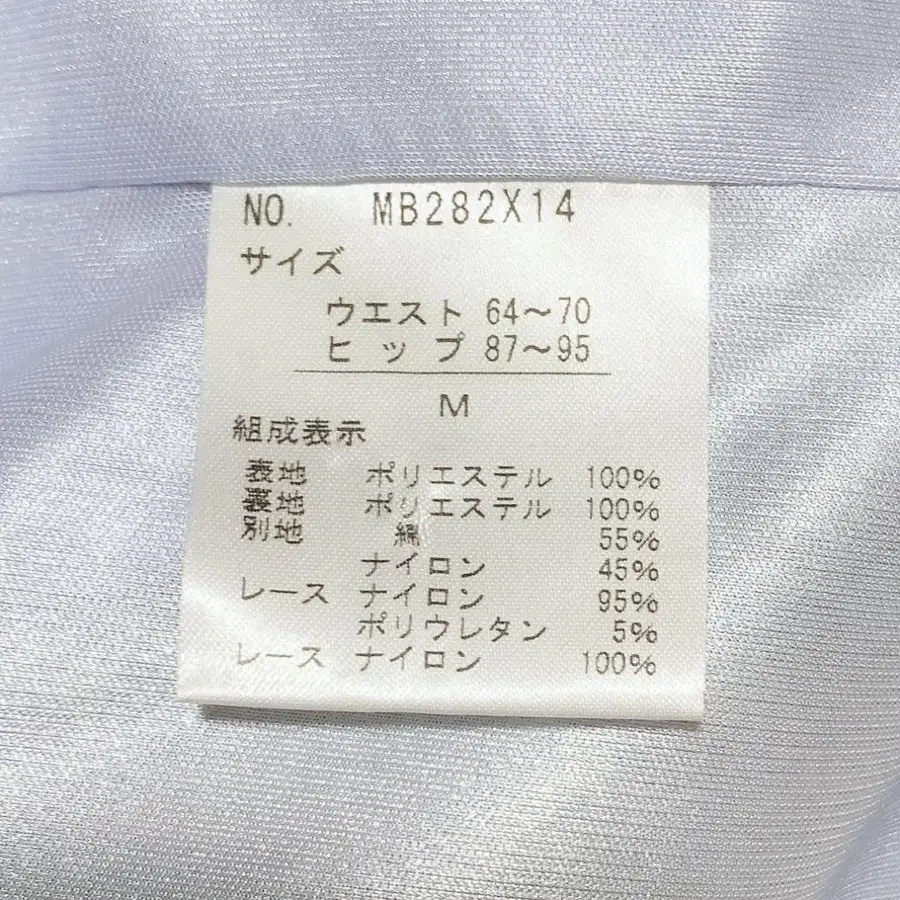 NO. MB282X14
サイズ
ウエスト 64～70
ヒップ 87～95
M
組成表示
表地 ポリエステル 100%
裏地 ポリエステル 100%
別地 綿 55%
ナイロン 45%
レース ナイロン 95%
ポリウレタン 5%
レース ナイロン 100%